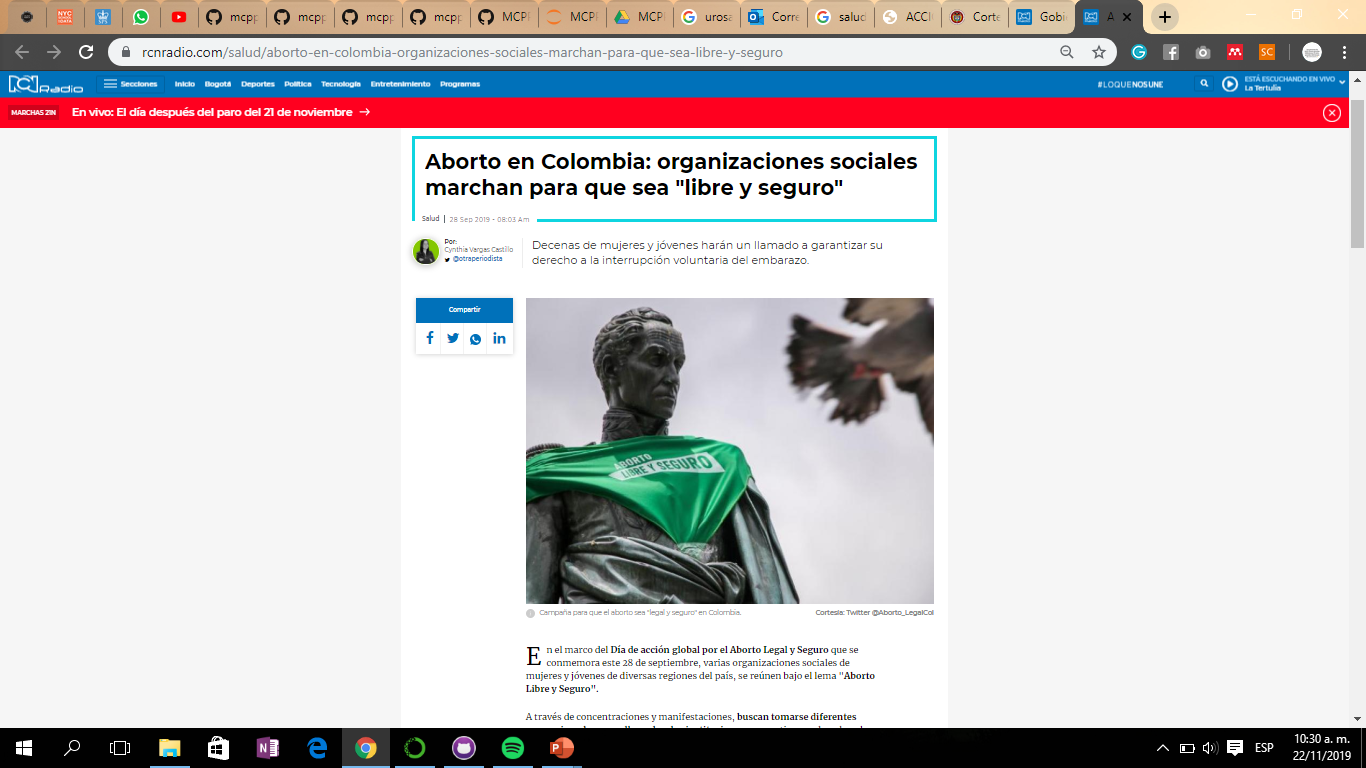 mcpp
mcpp
mcpp
mcpp
MCPP
MCPP
MCPP
urosa
Corre
salud
ACCI
Corte
Gobie
A
rcnradio.com/salud/aborto-en-colombia-organizaciones-sociales-marchan-para-que-sea-libre-y-seguro
SC
RCN Radio
Secciones
Inicio
Bogotá
Deportes
Política
Tecnología
Entretenimiento
Programas
#LOQUENOSUNE
ESTÁ ESCUCHANDO EN VIVO
La Tertulia
MARCHAS 21N
En vivo: El día después del paro del 21 de noviembre →
Aborto en Colombia: organizaciones sociales
marchan para que sea "libre y seguro"
Salud | 28 Sep 2019 - 08:03 Am
Por:
Cynthia Vargas Castillo
@otraperiodista
Decenas de mujeres y jóvenes harán un llamado a garantizar su
derecho a la interrupción voluntaria del embarazo.
Compartir
ABORTO
LIBRE Y SEGURO
Campaña para que el aborto sea "legal y seguro" en Colombia.
Cortesía: Twitter @Aborto_LegalCol
En el marco del Día de acción global por el Aborto Legal y Seguro que se
conmemora este 28 de septiembre, varias organizaciones sociales de
mujeres y jóvenes de diversas regiones del país, se reúnen bajo el lema "Aborto
Libre y Seguro".
A través de concentraciones y manifestaciones, buscan tomarse diferentes
ESP
10:30 a. m.
22/11/2019